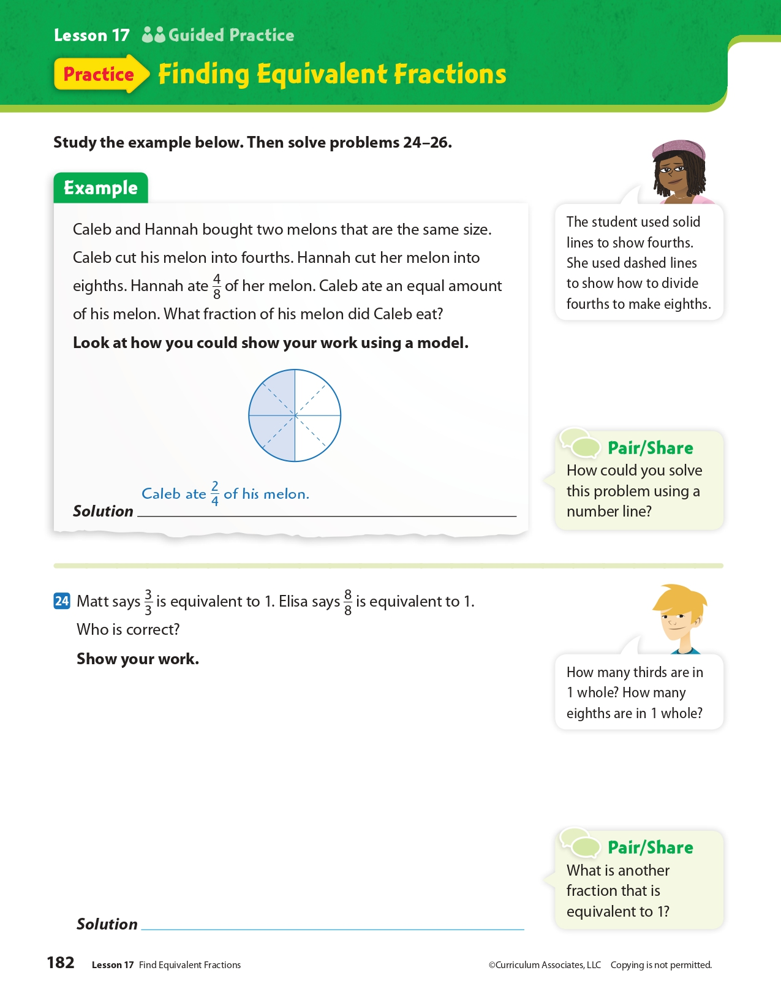 Lesson 17 Guided Practice
Practice Finding Equivalent Fractions
Study the example below. Then solve problems 24–26.
Example
Caleb and Hannah bought two melons that are the same size.
Caleb cut his melon into fourths. Hannah cut her melon into
eighths. Hannah ate 4/8 of her melon. Caleb ate an equal amount
of his melon. What fraction of his melon did Caleb eat?
Look at how you could show your work using a model.
Caleb ate 2/4 of his melon.
Solution
The student used solid
lines to show fourths.
She used dashed lines
to show how to divide
fourths to make eighths.
Pair/Share
How could you solve
this problem using a
number line?
24 Matt says 3/3 is equivalent to 1. Elisa says 8/8 is equivalent to 1.
Who is correct?
Show your work.
How many thirds are in
1 whole? How many
eighths are in 1 whole?
Pair/Share
What is another
fraction that is
equivalent to 1?
Solution
182 Lesson 17 Find Equivalent Fractions
©Curriculum Associates, LLC Copying is not permitted.